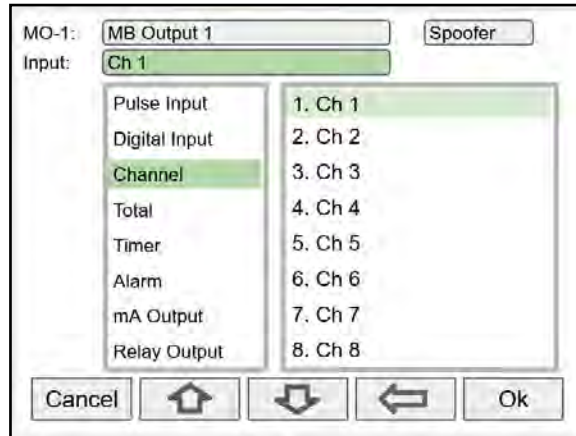 MO-1: MB Output 1 Spoofer
Input: Ch 1
Pulse Input
Digital Input
Channel
Total
Timer
Alarm
mA Output
Relay Output
1. Ch 1
2. Ch 2
3. Ch 3
4. Ch 4
5. Ch 5
6. Ch 6
7. Ch 7
8. Ch 8
Cancel Ok